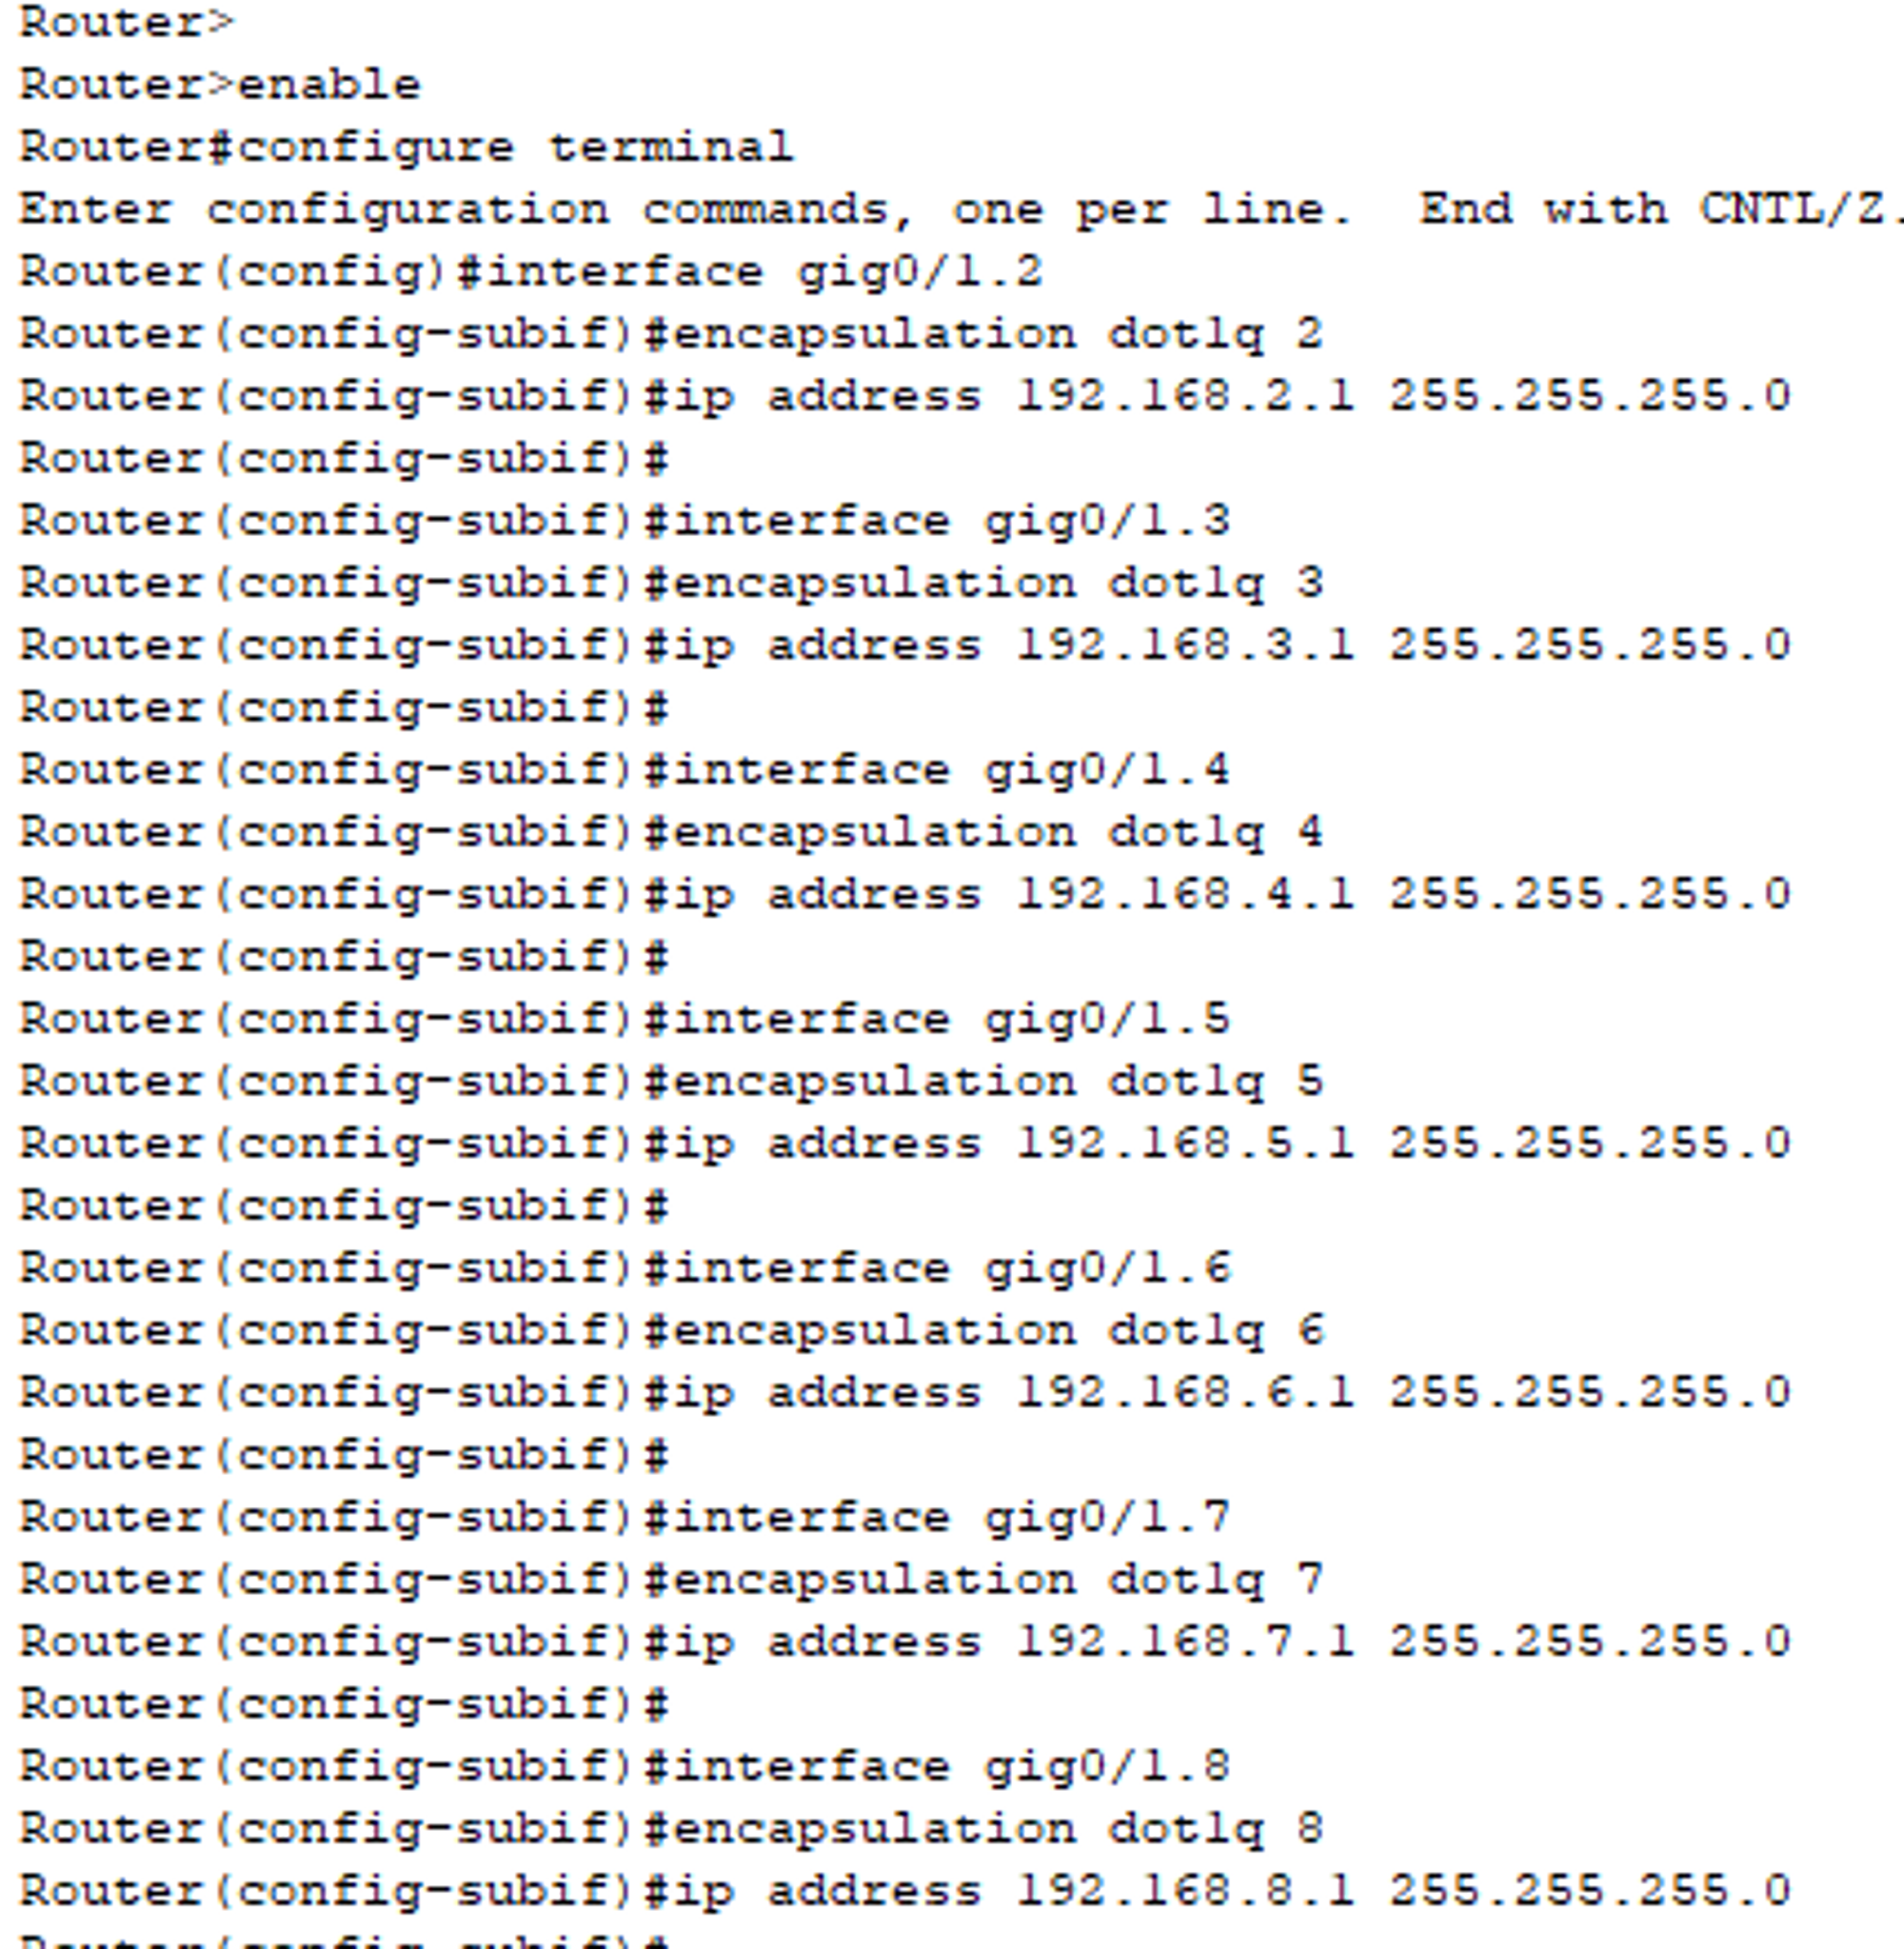 Router>
Router>enable
Router#configure terminal
Enter configuration commands, one per line.  End with CNTL/Z.
Router(config)#interface gig0/1.2
Router(config-subif)#encapsulation dot1q 2
Router(config-subif)#ip address 192.168.2.1 255.255.255.0
Router(config-subif)#
Router(config-subif)#interface gig0/1.3
Router(config-subif)#encapsulation dot1q 3
Router(config-subif)#ip address 192.168.3.1 255.255.255.0
Router(config-subif)#
Router(config-subif)#interface gig0/1.4
Router(config-subif)#encapsulation dot1q 4
Router(config-subif)#ip address 192.168.4.1 255.255.255.0
Router(config-subif)#
Router(config-subif)#interface gig0/1.5
Router(config-subif)#encapsulation dot1q 5
Router(config-subif)#ip address 192.168.5.1 255.255.255.0
Router(config-subif)#
Router(config-subif)#interface gig0/1.6
Router(config-subif)#encapsulation dot1q 6
Router(config-subif)#ip address 192.168.6.1 255.255.255.0
Router(config-subif)#
Router(config-subif)#interface gig0/1.7
Router(config-subif)#encapsulation dot1q 7
Router(config-subif)#ip address 192.168.7.1 255.255.255.0
Router(config-subif)#
Router(config-subif)#interface gig0/1.8
Router(config-subif)#encapsulation dot1q 8
Router(config-subif)#ip address 192.168.8.1 255.255.255.0
Router(config-subif)#